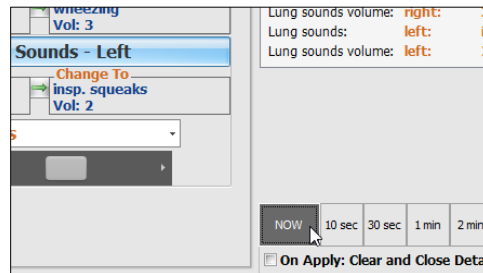 wheezing
Vol: 3
Sounds - Left
Change To
insp. squeaks
Vol: 2
Lung sounds volume: right:
Lung sounds: left:
Lung sounds volume: left:
NOW 10 sec 30 sec 1 min 2 min
On Apply: Clear and Close Deta